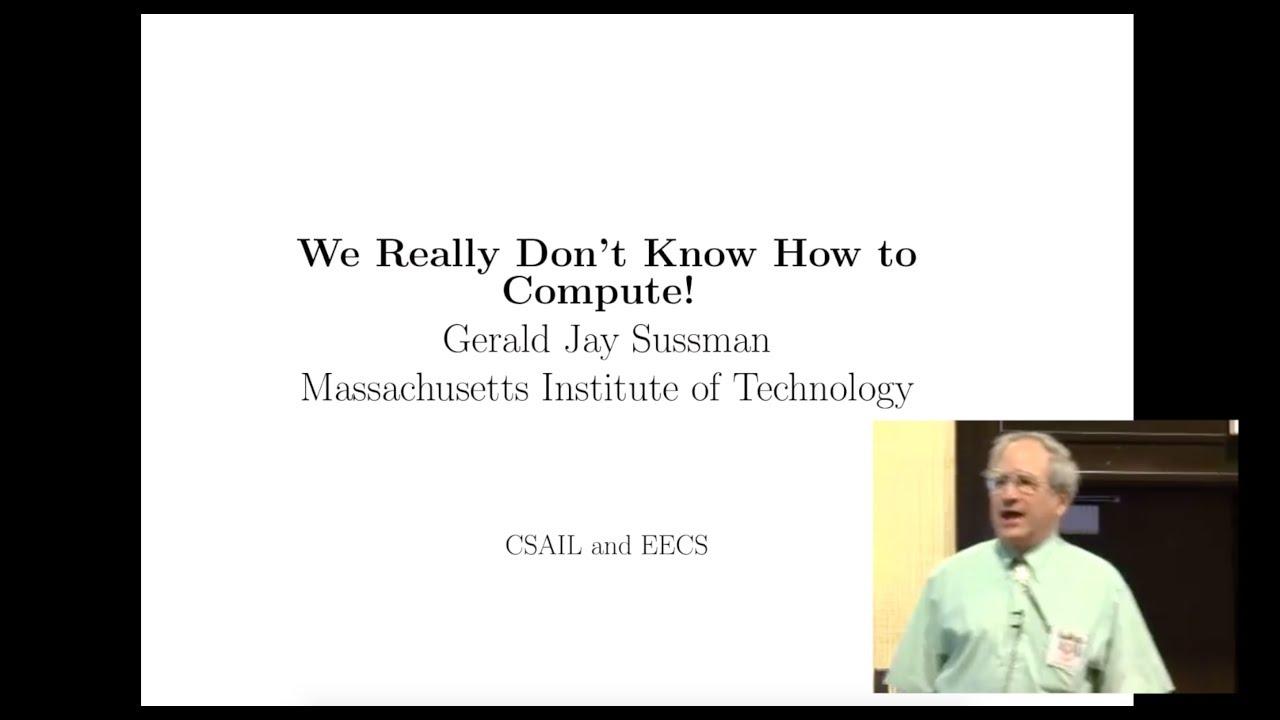 We Really Don't Know How to
Compute!
Gerald Jay Sussman
Massachusetts Institute of Technology
CSAIL and EECS